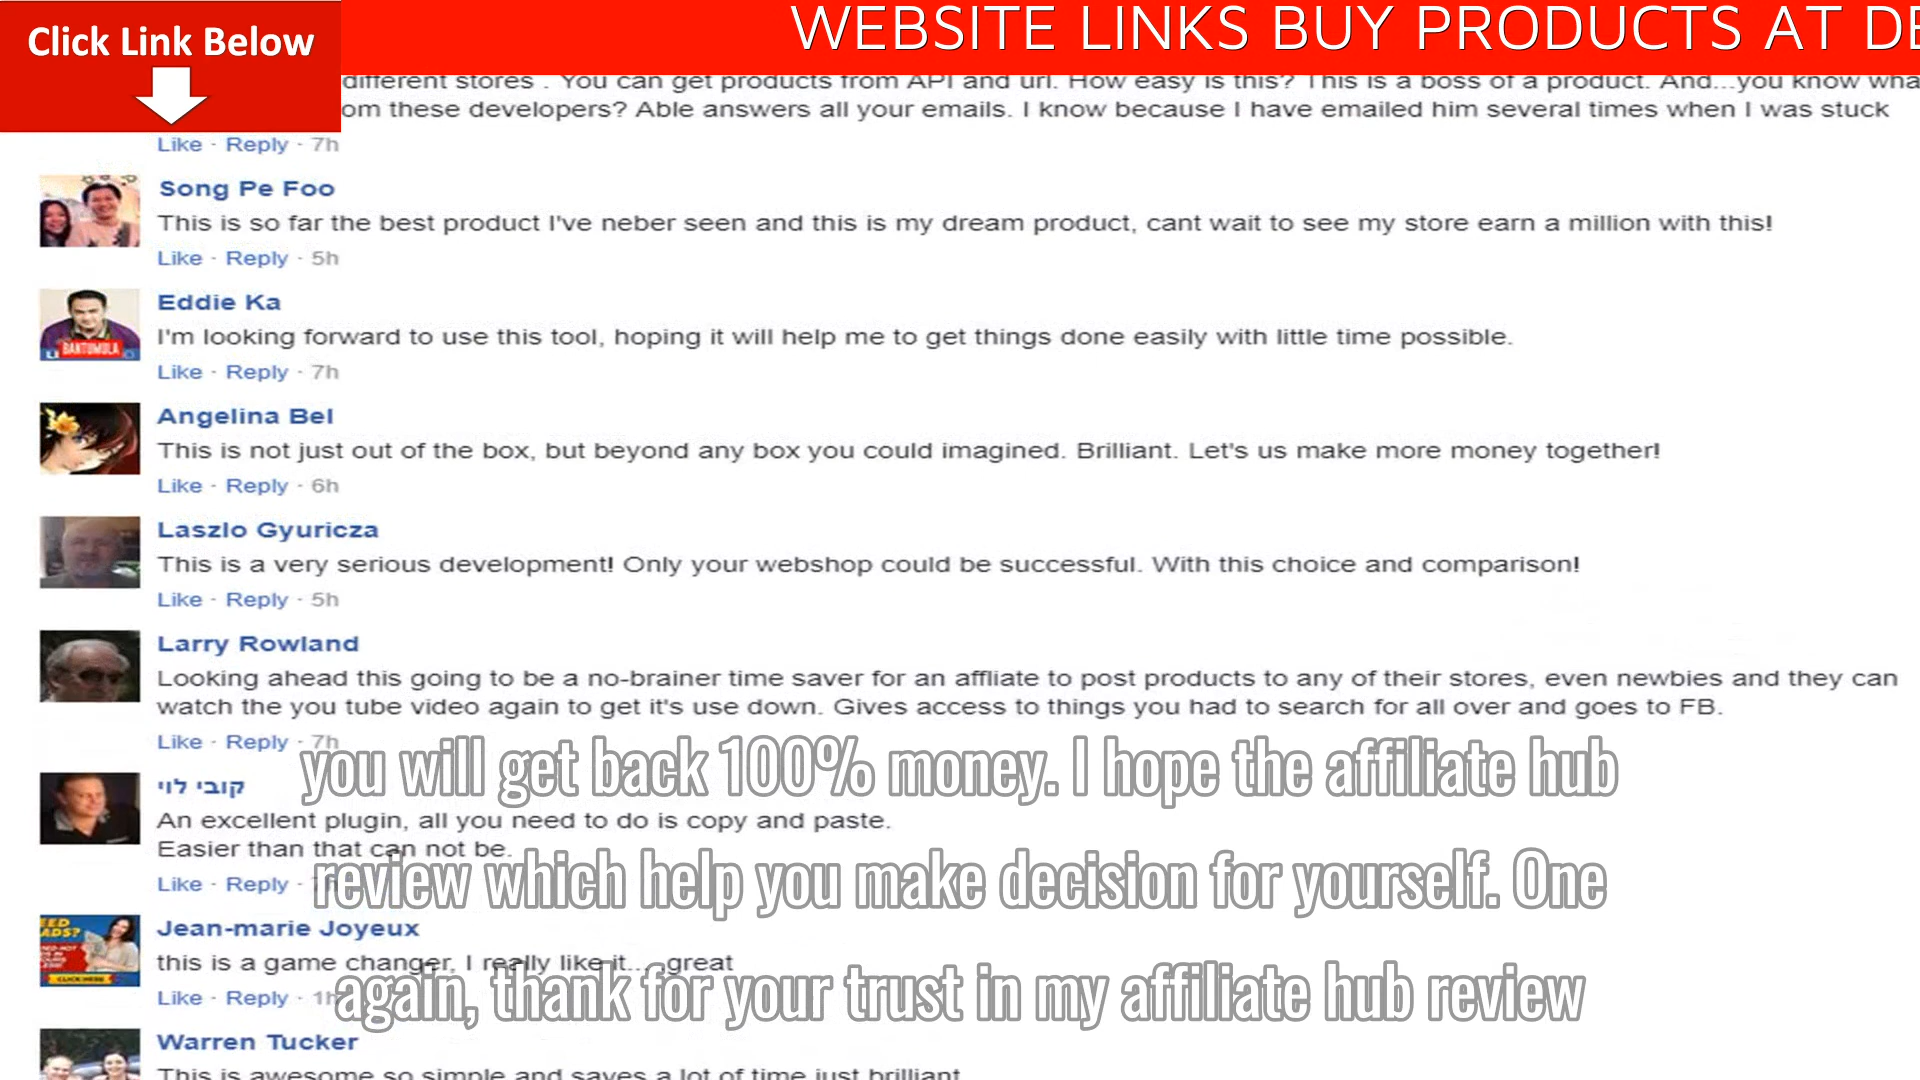 Click Link Below
WEBSITE LINKS BUY PRODUCTS AT DE
different stores . You can get products from API and url. How easy is this? This is a boss of a product. And...you know wha
om these developers? Able answers all your emails. I know because I have emailed him several times when I was stuck
Like · Reply · 7h
Song Pe Foo
This is so far the best product I've neber seen and this is my dream product, cant wait to see my store earn a million with this!
Like · Reply · 5h
Eddie Ka
BANTUMULA
I'm looking forward to use this tool, hoping it will help me to get things done easily with little time possible.
Like · Reply · 7h
Angelina Bel
This is not just out of the box, but beyond any box you could imagined. Brilliant. Let's us make more money together!
Like · Reply · 6h
Laszlo Gyuricza
This is a very serious development! Only your webshop could be successful. With this choice and comparison!
Like · Reply · 5h
Larry Rowland
Looking ahead this going to be a no-brainer time saver for an affliate to post products to any of their stores, even newbies and they can
watch the you tube video again to get it's use down. Gives access to things you had to search for all over and goes to FB.
Like · Reply · 7h
you will get back 100% money. I hope the affiliate hub
קובי לוי
An excellent plugin, all you need to do is copy and paste.
Easier than that can not be.
Like · Reply ·
review which help you make decision for yourself. One
Jean-marie Joyeux
this is a game changer, I really like it.... great
Like · Reply · 1h
again, thank for your trust in my affiliate hub review
Warren Tucker
This is awesome so simple and saves a lot of time just brilliant